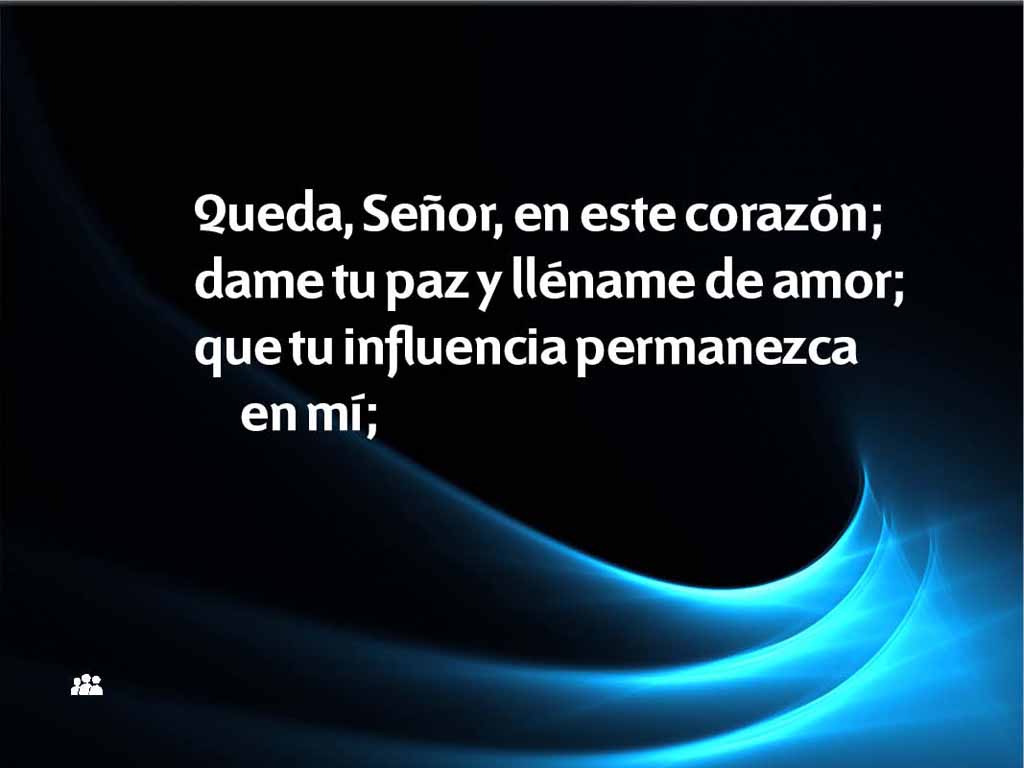 Queda, Señor, en este corazón;
dame tu paz y lléname de amor;
que tu influencia permanezca
en mí;